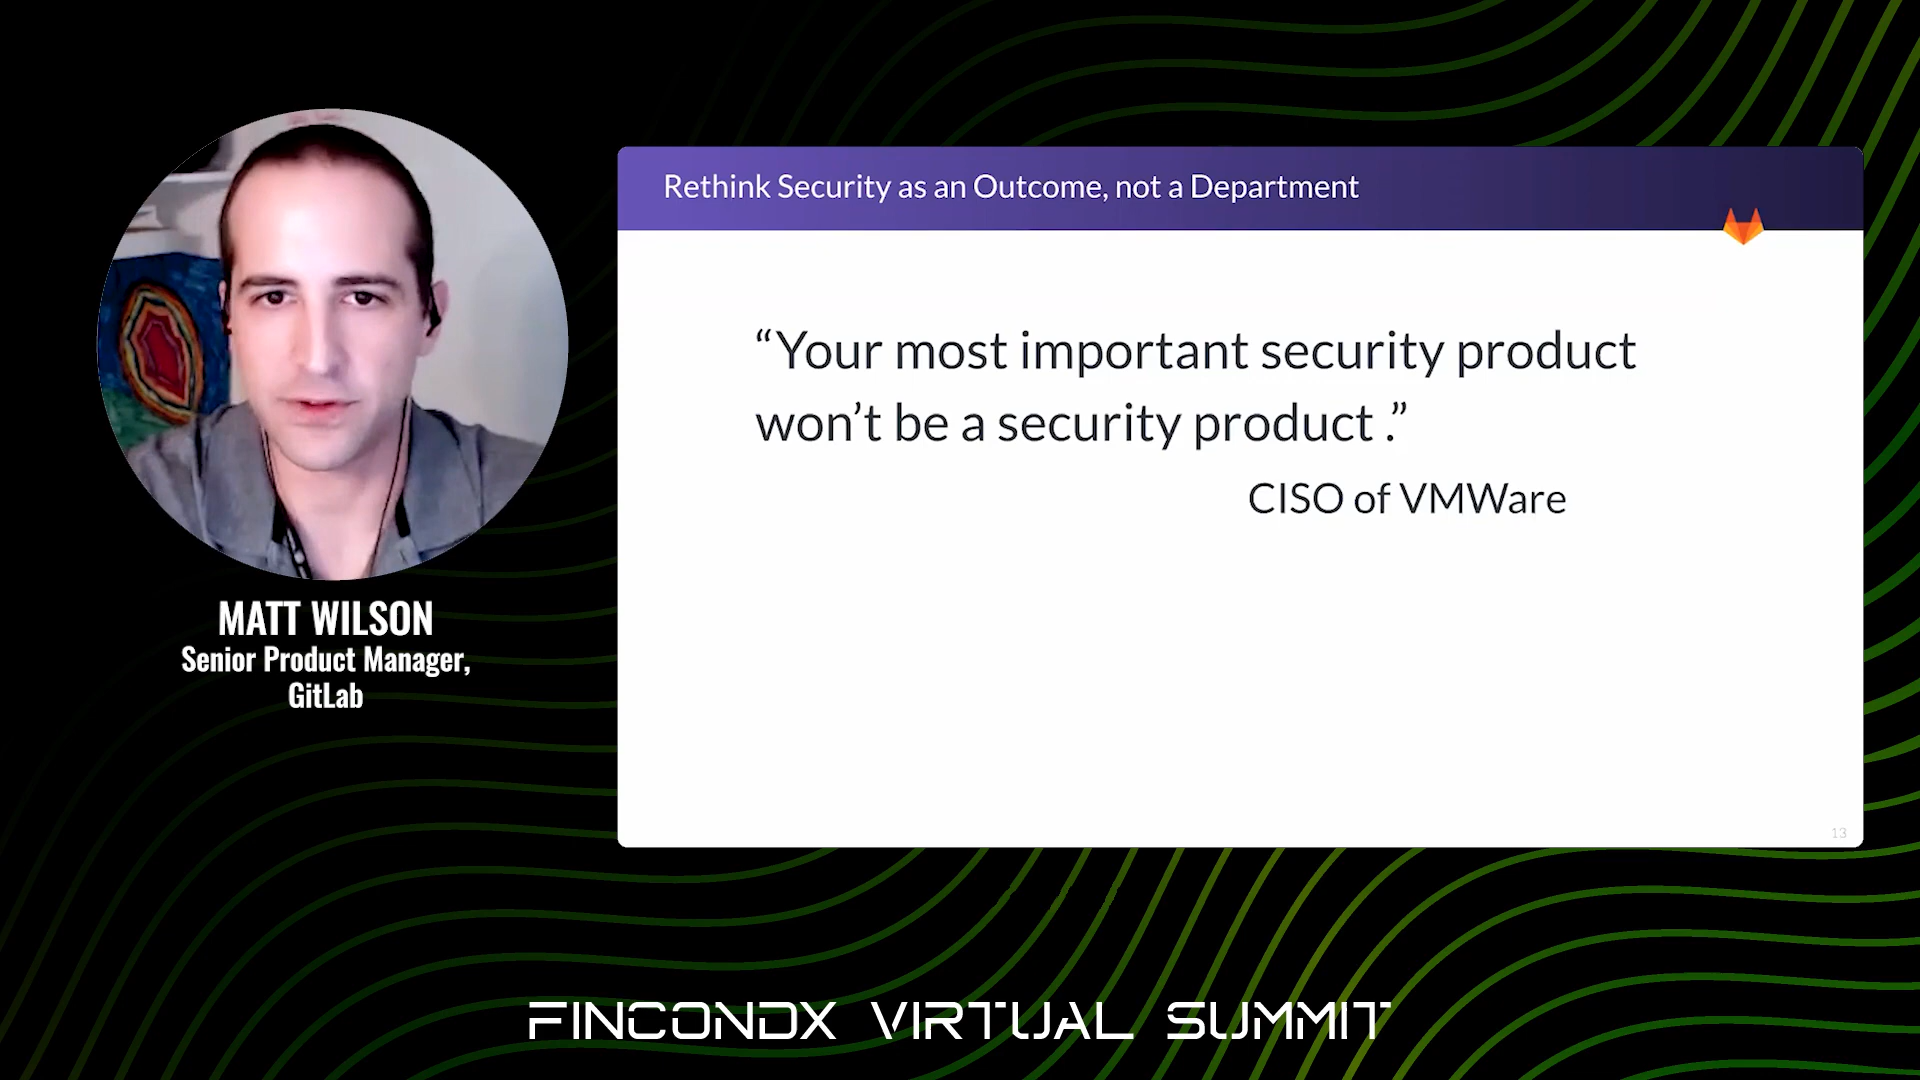 MATT WILSON
Senior Product Manager,
GitLab
Rethink Security as an Outcome, not a Department
“Your most important security product
won’t be a security product .”
CISO of VMWare
13
FINCONDX VIRTUAL SUMMIT